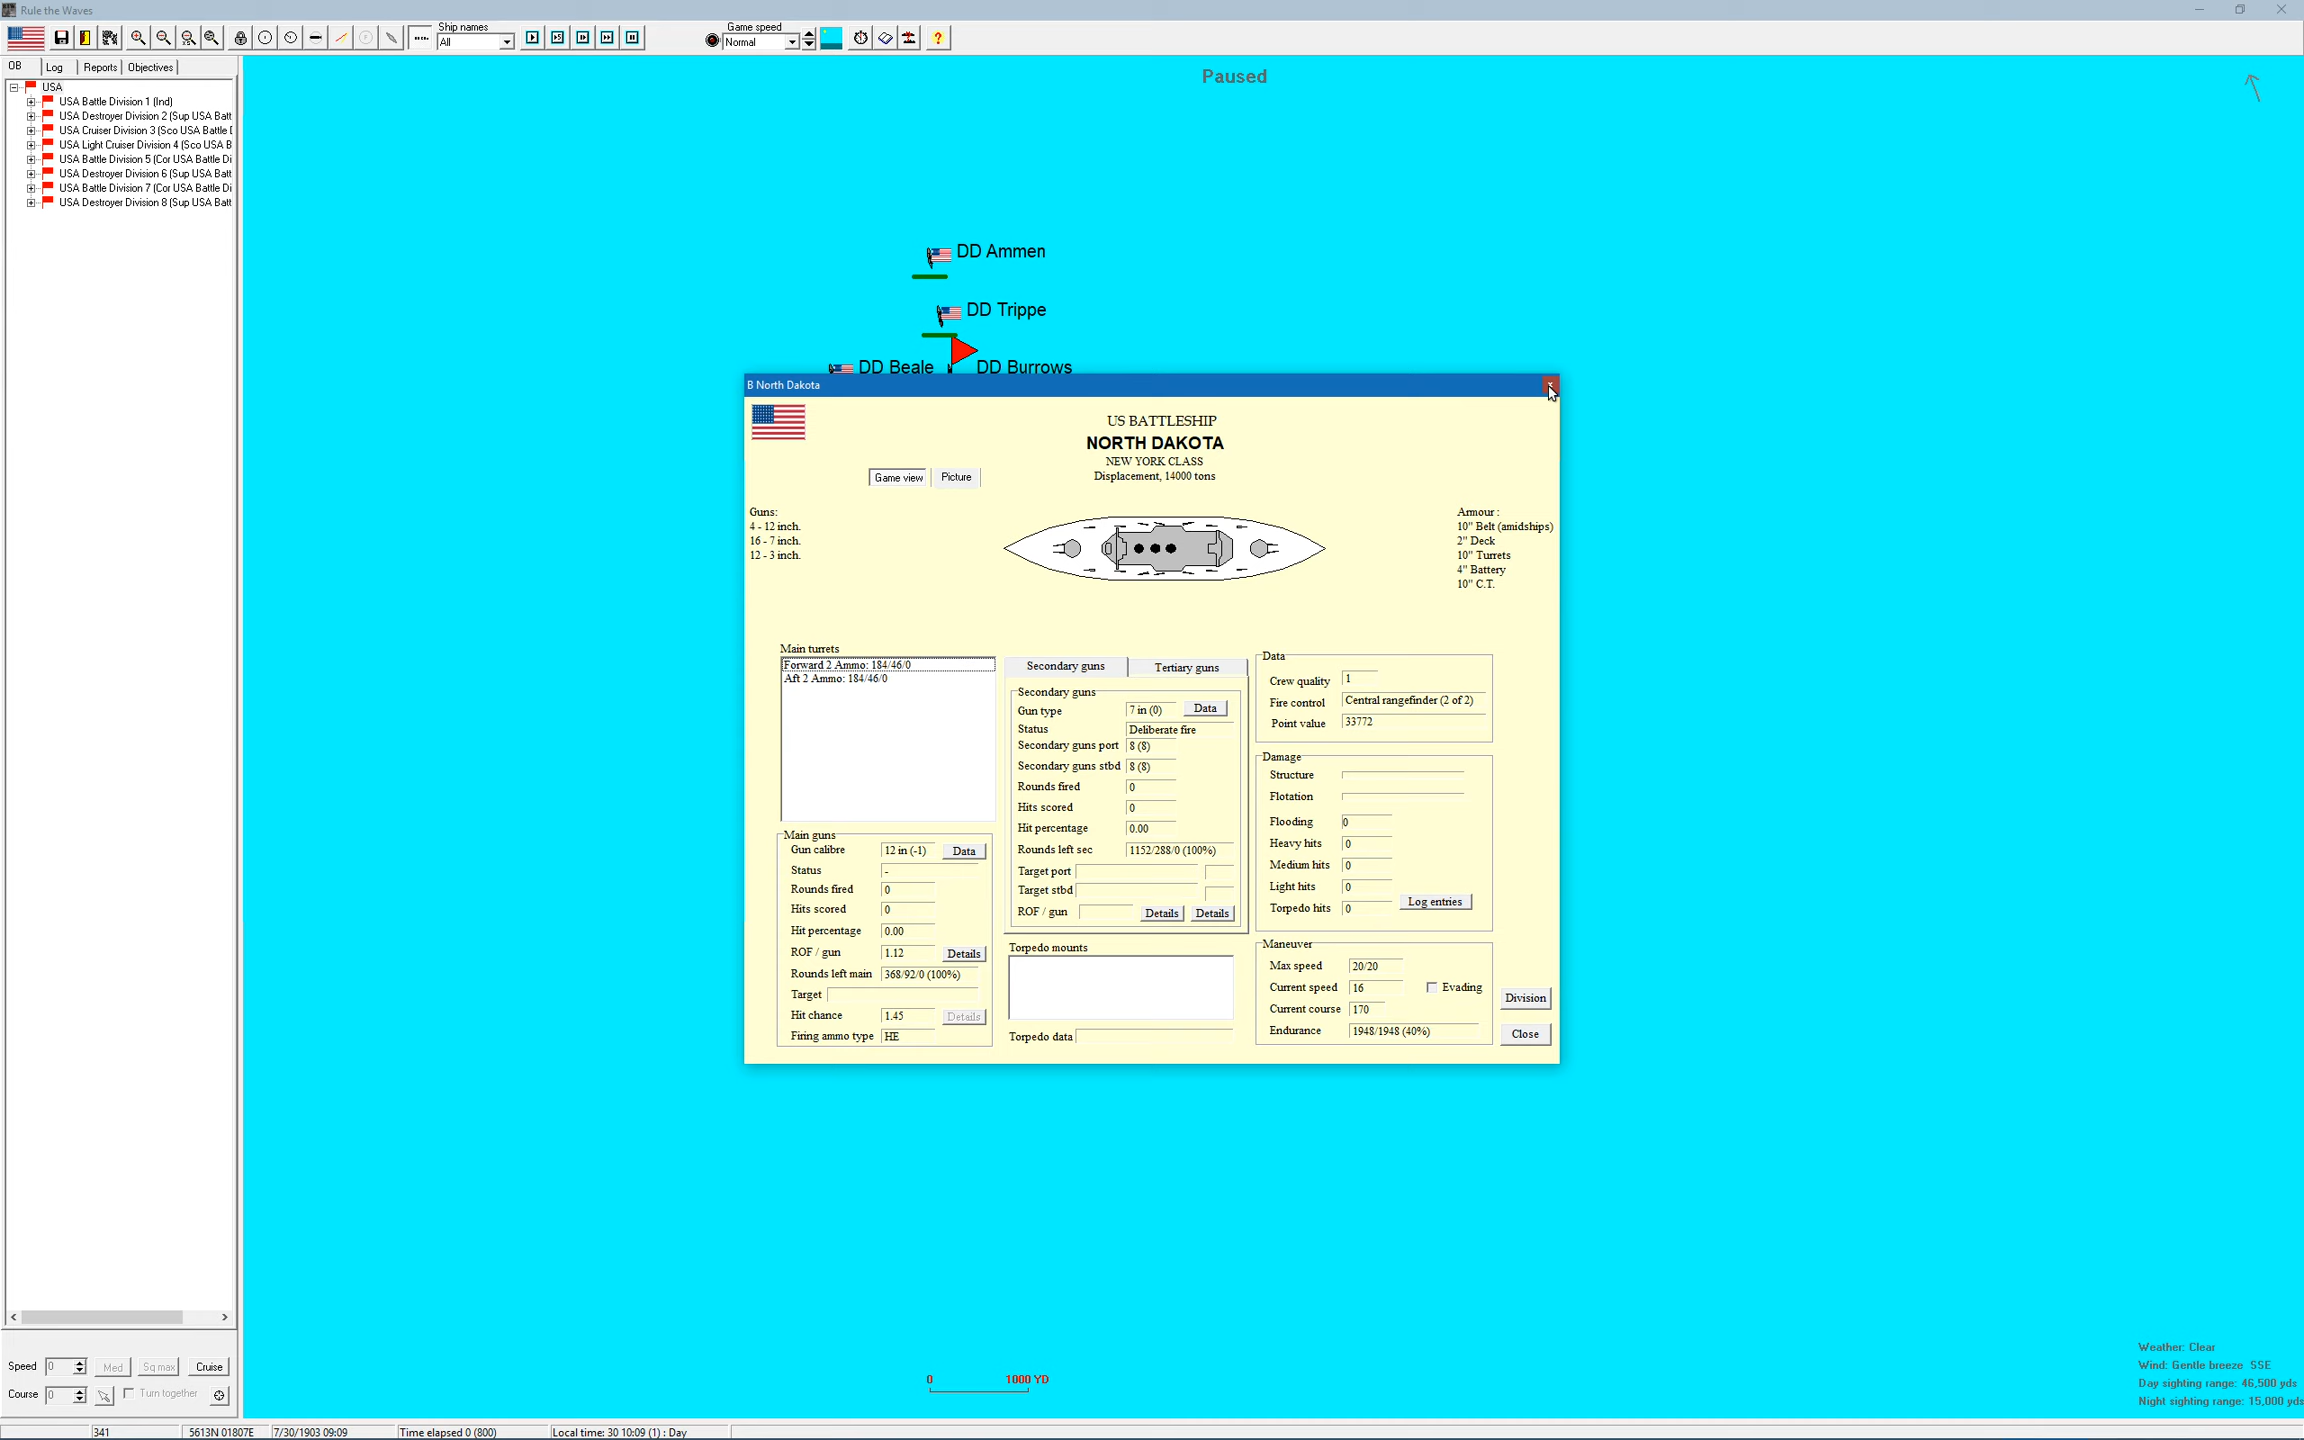 Rule the Waves
Ship names
All
Game speed
Normal
OB
Log
Reports
Objectives
USA
USA Battle Division 1 (Ind)
USA Destroyer Division 2 (Sup USA Batt
USA Cruiser Division 3 (Sco USA Battle D
USA Light Cruiser Division 4 (Sco USA B
USA Battle Division 5 (Cor USA Battle Di
USA Destroyer Division 6 (Sup USA Batt
USA Battle Division 7 (Cor USA Battle Di
USA Destroyer Division 8 (Sup USA Batt
Paused
DD Ammen
DD Trippe
DD Beale
DD Burrows
B North Dakota
US BATTLESHIP
NORTH DAKOTA
NEW YORK CLASS
Displacement, 14000 tons
Game view
Picture
Guns:
4 - 12 inch.
16 - 7 inch.
12 - 3 inch.
Armour :
10" Belt (amidships)
2" Deck
10" Turrets
4" Battery
10" C.T.
Main turrets
Forward 2 Ammo: 184/46/0
Aft 2 Ammo: 184/46/0
Main guns
Gun calibre 12 in (-1) Data
Status -
Rounds fired 0
Hits scored 0
Hit percentage 0.00
ROF / gun 1.12 Details
Rounds left main 368/92/0 (100%)
Target
Hit chance 1.45 Details
Firing ammo type HE
Secondary guns
Tertiary guns
Secondary guns
Gun type 7 in (0) Data
Status Deliberate fire
Secondary guns port 8 (8)
Secondary guns stbd 8 (8)
Rounds fired 0
Hits scored 0
Hit percentage 0.00
Rounds left sec 1152/288/0 (100%)
Target port
Target stbd
ROF / gun Details Details
Torpedo mounts
Torpedo data
Data
Crew quality 1
Fire control Central rangefinder (2 of 2)
Point value 33772
Damage
Structure
Flotation
Flooding 0
Heavy hits 0
Medium hits 0
Light hits 0
Torpedo hits 0 Log entries
Maneuver
Max speed 20/20
Current speed 16 Evading
Current course 170
Endurance 1948/1948 (40%)
Division
Close
Speed 0 Med Sq max Cruise
Course 0 Turn together
0 1000 YD
Weather: Clear
Wind: Gentle breeze SSE
Day sighting range: 46,500 yds
Night sighting range: 15,000 yds
341
5613N 01807E
7/30/1903 09:09
Time elapsed 0 (800)
Local time: 30 10:09 (1) : Day